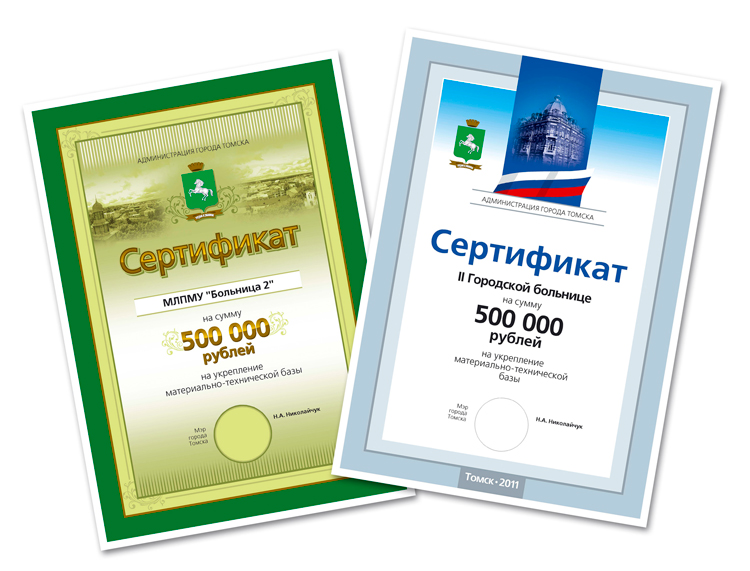 АДМИНИСТРАЦИЯ ГОРОДА ТОМСКА
Сертификат
МЛПМУ "Больница 2"
на сумму
500 000
рублей
на укрепление
материально-технической базы
Мэр
города
Томска
Н.А. Николайчук
АДМИНИСТРАЦИЯ ГОРОДА ТОМСКА
Сертификат
II Городской больнице
на сумму
500 000
рублей
на укрепление
материально-технической
базы
Мэр
города
Томска
Н.А. Николайчук
Томск • 2011